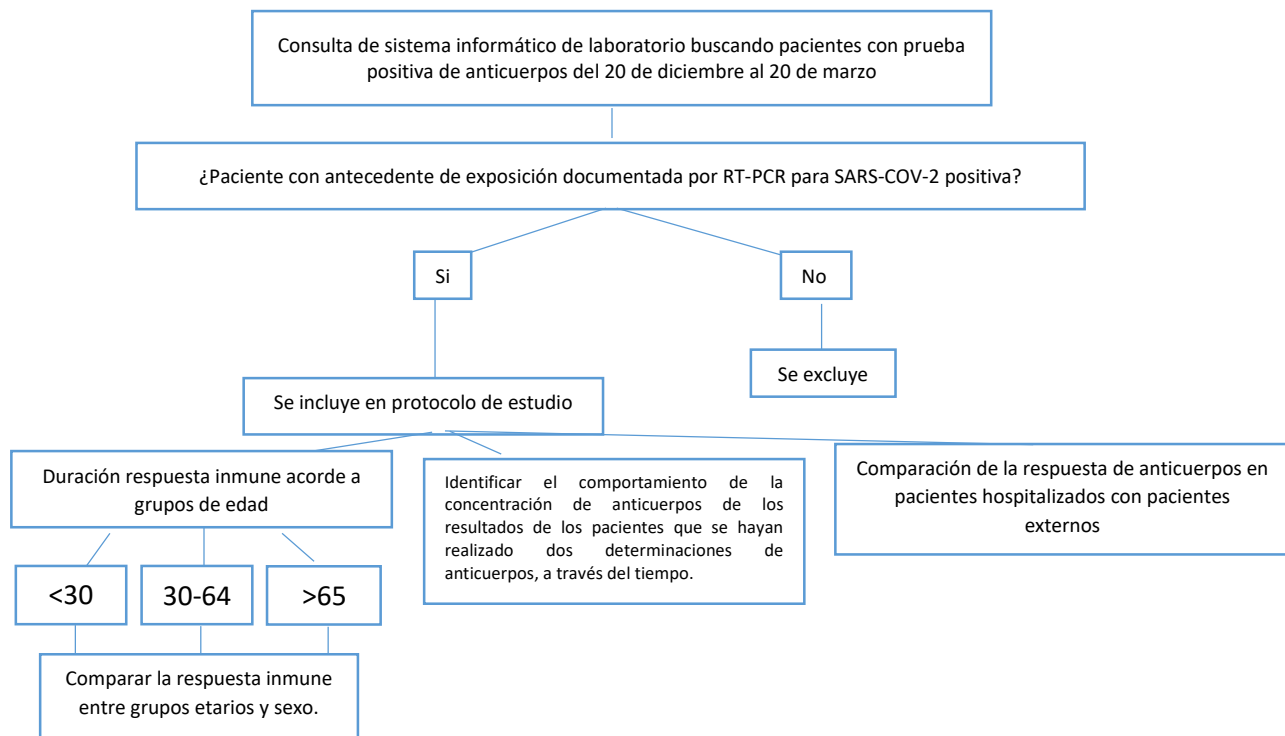 Consulta de sistema informático de laboratorio buscando pacientes con prueba
positiva de anticuerpos del 20 de diciembre al 20 de marzo
¿Paciente con antecedente de exposición documentada por RT-PCR para SARS-COV-2 positiva?
Si
No
Se excluye
Se incluye en protocolo de estudio
Duración respuesta inmune acorde a
grupos de edad
Identificar el comportamiento de la
concentración de anticuerpos de los
resultados de los pacientes que se hayan
realizado dos determinaciones de
anticuerpos, a través del tiempo.
Comparación de la respuesta de anticuerpos en
pacientes hospitalizados con pacientes
externos
<30
30-64
>65
Comparar la respuesta inmune
entre grupos etarios y sexo.